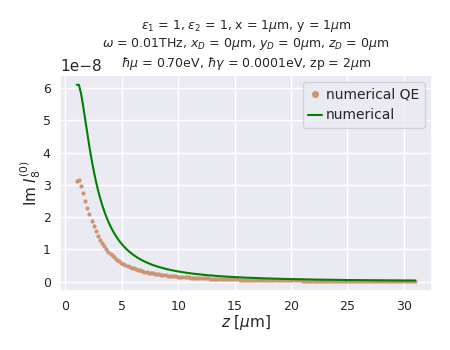 ε₁ = 1, ε₂ = 1, x = 1μm, y = 1μm
ω = 0.01THz, x_D = 0μm, y_D = 0μm, z_D = 0μm
ħμ = 0.70eV, ħγ = 0.0001eV, zp = 2μm
1e−8
numerical QE
numerical
6
5
4
3
2
1
0
Im I₈⁽⁰⁾
0 5 10 15 20 25 30
z [μm]